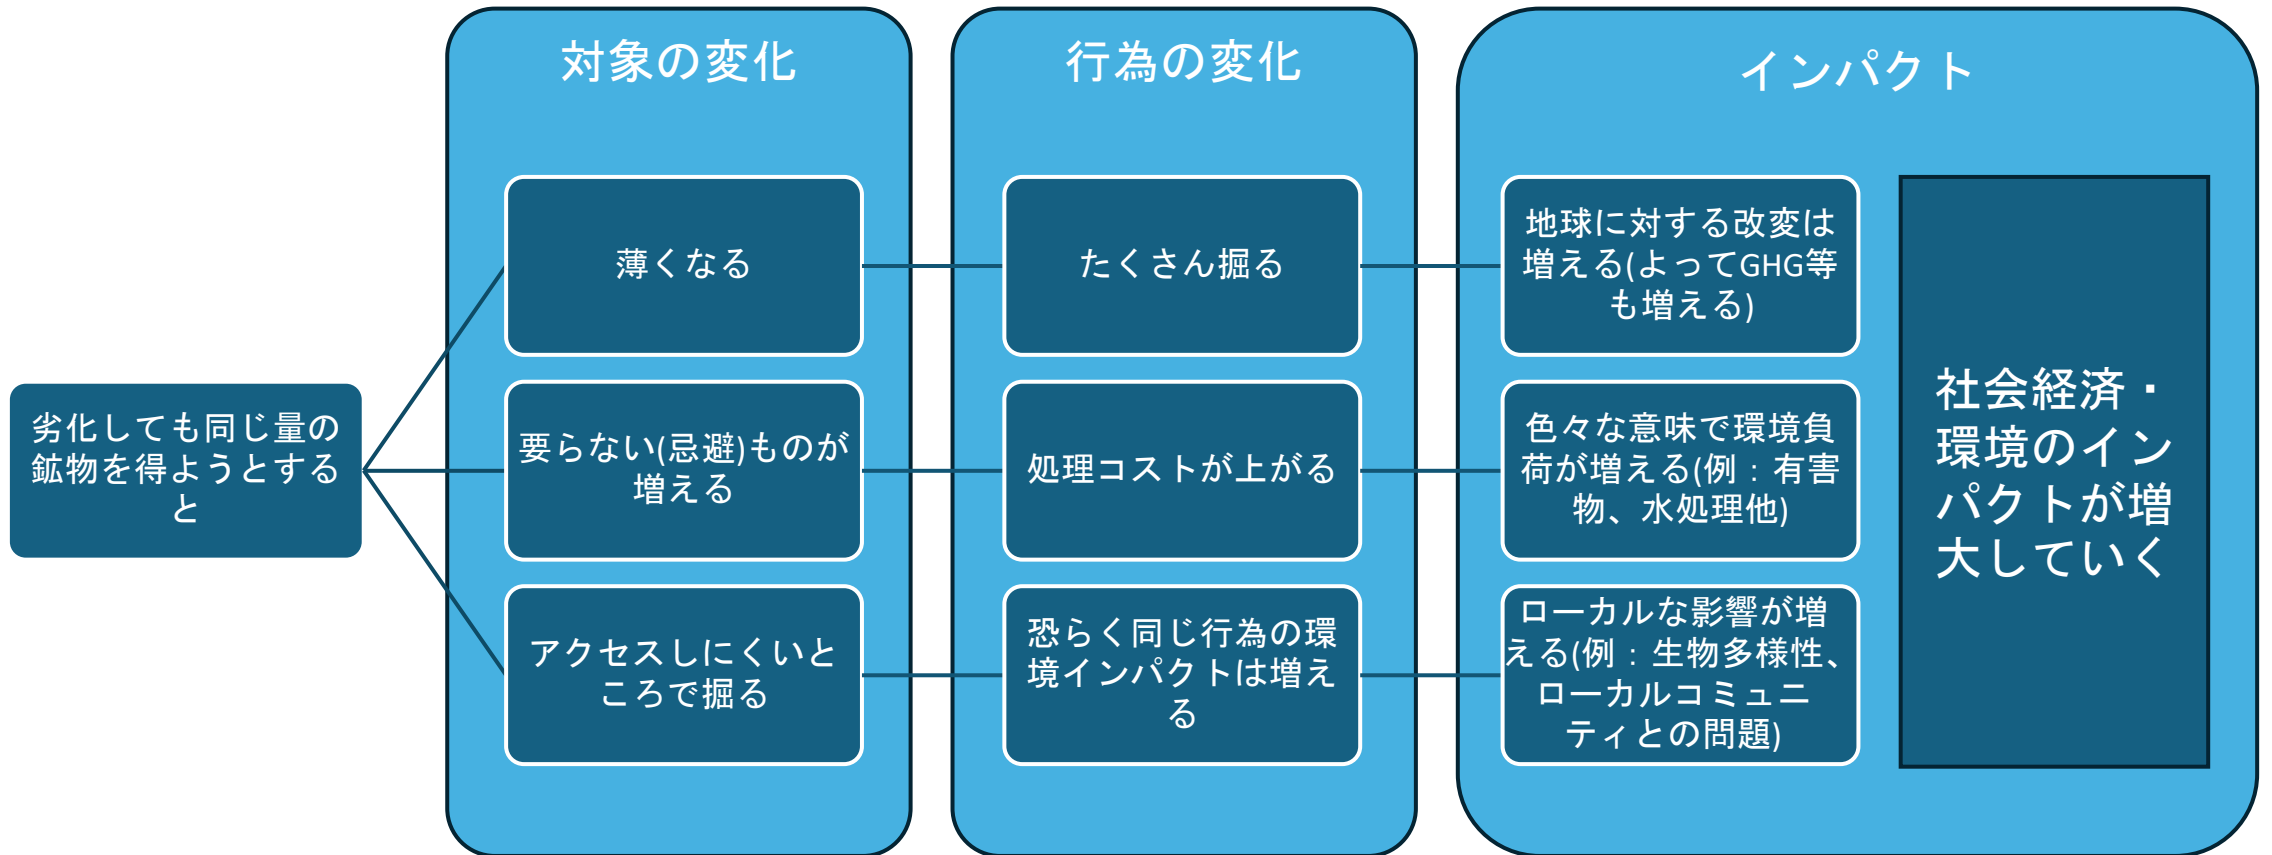 対象の変化
行為の変化
インパクト
劣化しても同じ量の
鉱物を得ようとする
と
薄くなる
たくさん掘る
地球に対する改変は
増える(よってGHG等
も増える)
要らない(忌避)ものが
増える
処理コストが上がる
色々な意味で環境負
荷が増える(例：有害
物、水処理他)
アクセスしにくいと
ころで掘る
恐らく同じ行為の環
境インパクトは増え
る
ローカルな影響が増
える(例：生物多様性、
ローカルコミュニ
ティとの問題)
社会経済・
環境のイン
パクトが増
大していく